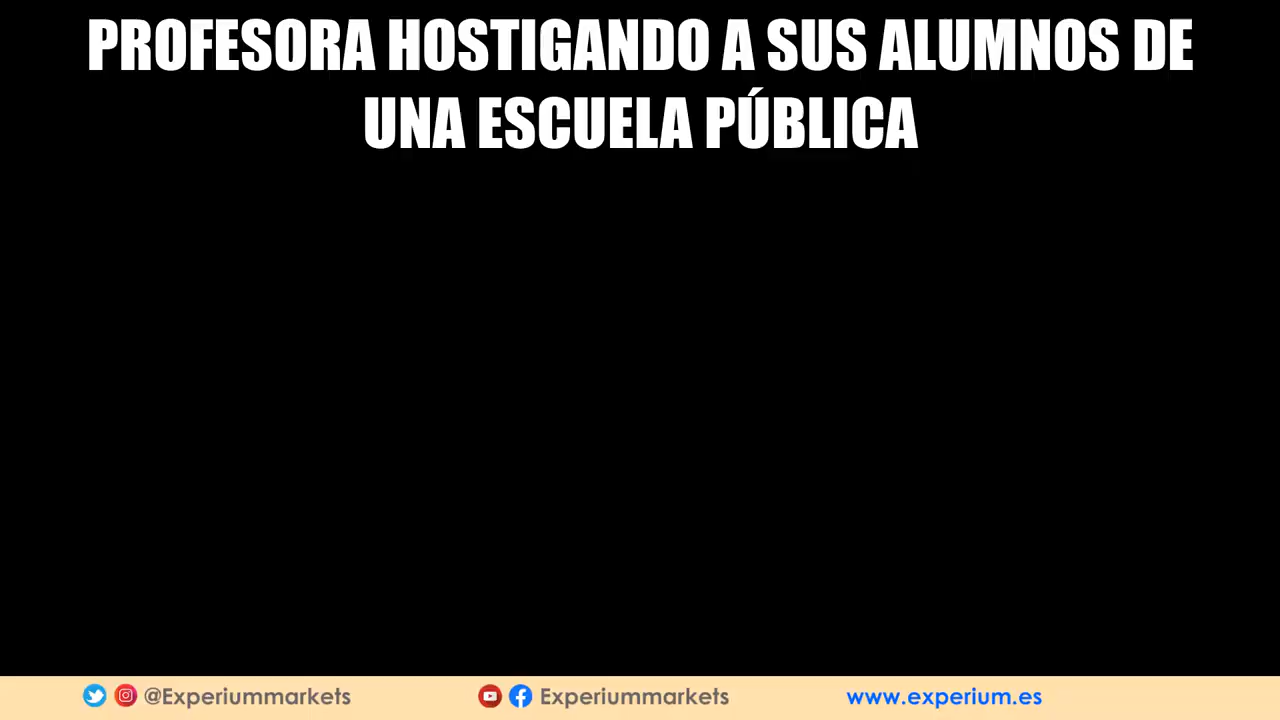 PROFESORA HOSTIGANDO A SUS ALUMNOS DE
UNA ESCUELA PÚBLICA
@Experiummarkets
Experiummarkets
www.experium.es